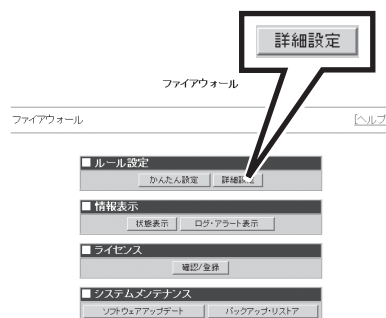 詳細設定
ファイアウォール
ファイアウォール [ヘルプ
■ ルール設定
かんたん設定 詳細設定
■ 情報表示
状態表示 ログ・アラート表示
■ ライセンス
確認/登録
■ システムメンテナンス
ソフトウェアアップデート バックアップ・リストア